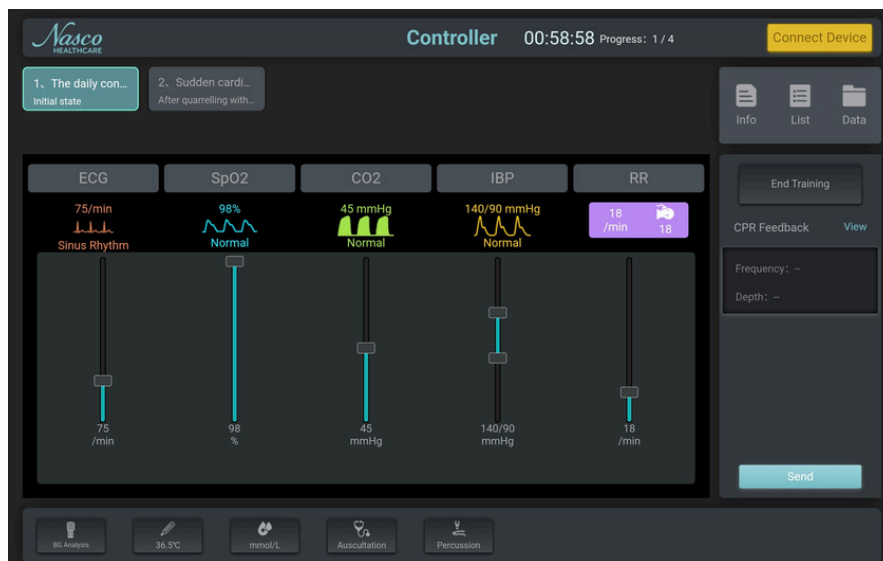 Nasco
HEALTHCARE
Controller
00:58:58 Progress: 1 / 4
Connect Device
1、The daily con...
Initial state
2、Sudden cardi...
After quarrelling with...
Info
List
Data
ECG
SpO2
CO2
IBP
RR
75/min
Sinus Rhythm
98%
Normal
45 mmHg
Normal
140/90 mmHg
Normal
18
/min
18
75
/min
98
%
45
mmHg
140/90
mmHg
18
/min
End Training
CPR Feedback
View
Frequency: --
Depth: --
Send
BG Analysis
36.5℃
mmol/L
Auscultation
Percussion